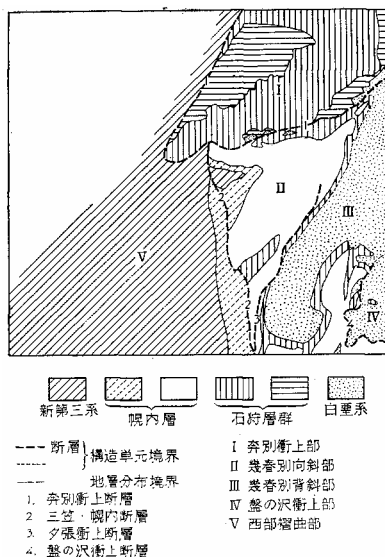 I
II
III
IV
V
新第三系
幌内層
石狩層群
白亜系
断層
構造単元境界
地層分布境界
1. 奔別衝上断層
2 三笠・幌内断層
3. 夕張衝上断層
4. 盤の沢衝上断層
I 奔別衝上部
II 幾春別向斜部
III 幾春別背斜部
IV 盤の沢衝上部
V 西部褶曲部